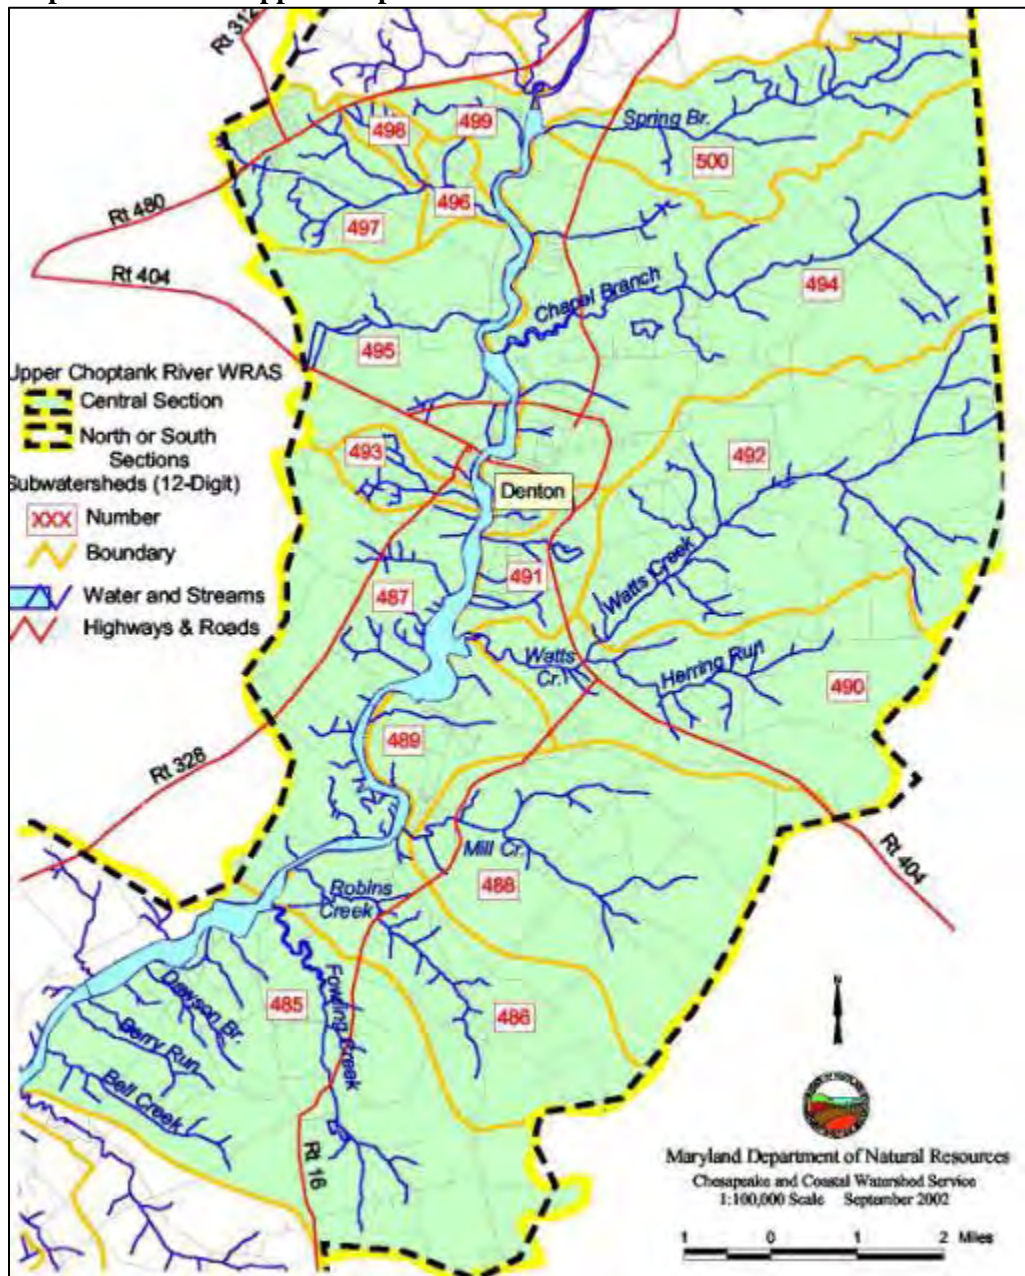 Rt 312
498
499
Spring Br.
500
Rt 480
496
497
Rt 404
Chapel Branch
494
495
Upper Choptank River WRAS
Central Section
North or South
Sections
Subwatersheds (12-Digit)
XXX Number
Boundary
Water and Streams
Highways & Roads
493
492
Denton
Watts Creek
491
487
Watts
Cr.
Herring Run
490
489
Rt 328
Mill Cr.
Rt 404
488
Robins
Creek
Fowling Creek
485
Dawson Br.
486
Berry Run
Bell Creek
Rt 16
N
Maryland Department of Natural Resources
Chesapeake and Coastal Watershed Service
1:100,000 Scale September 2002
1 0 1 2 Miles